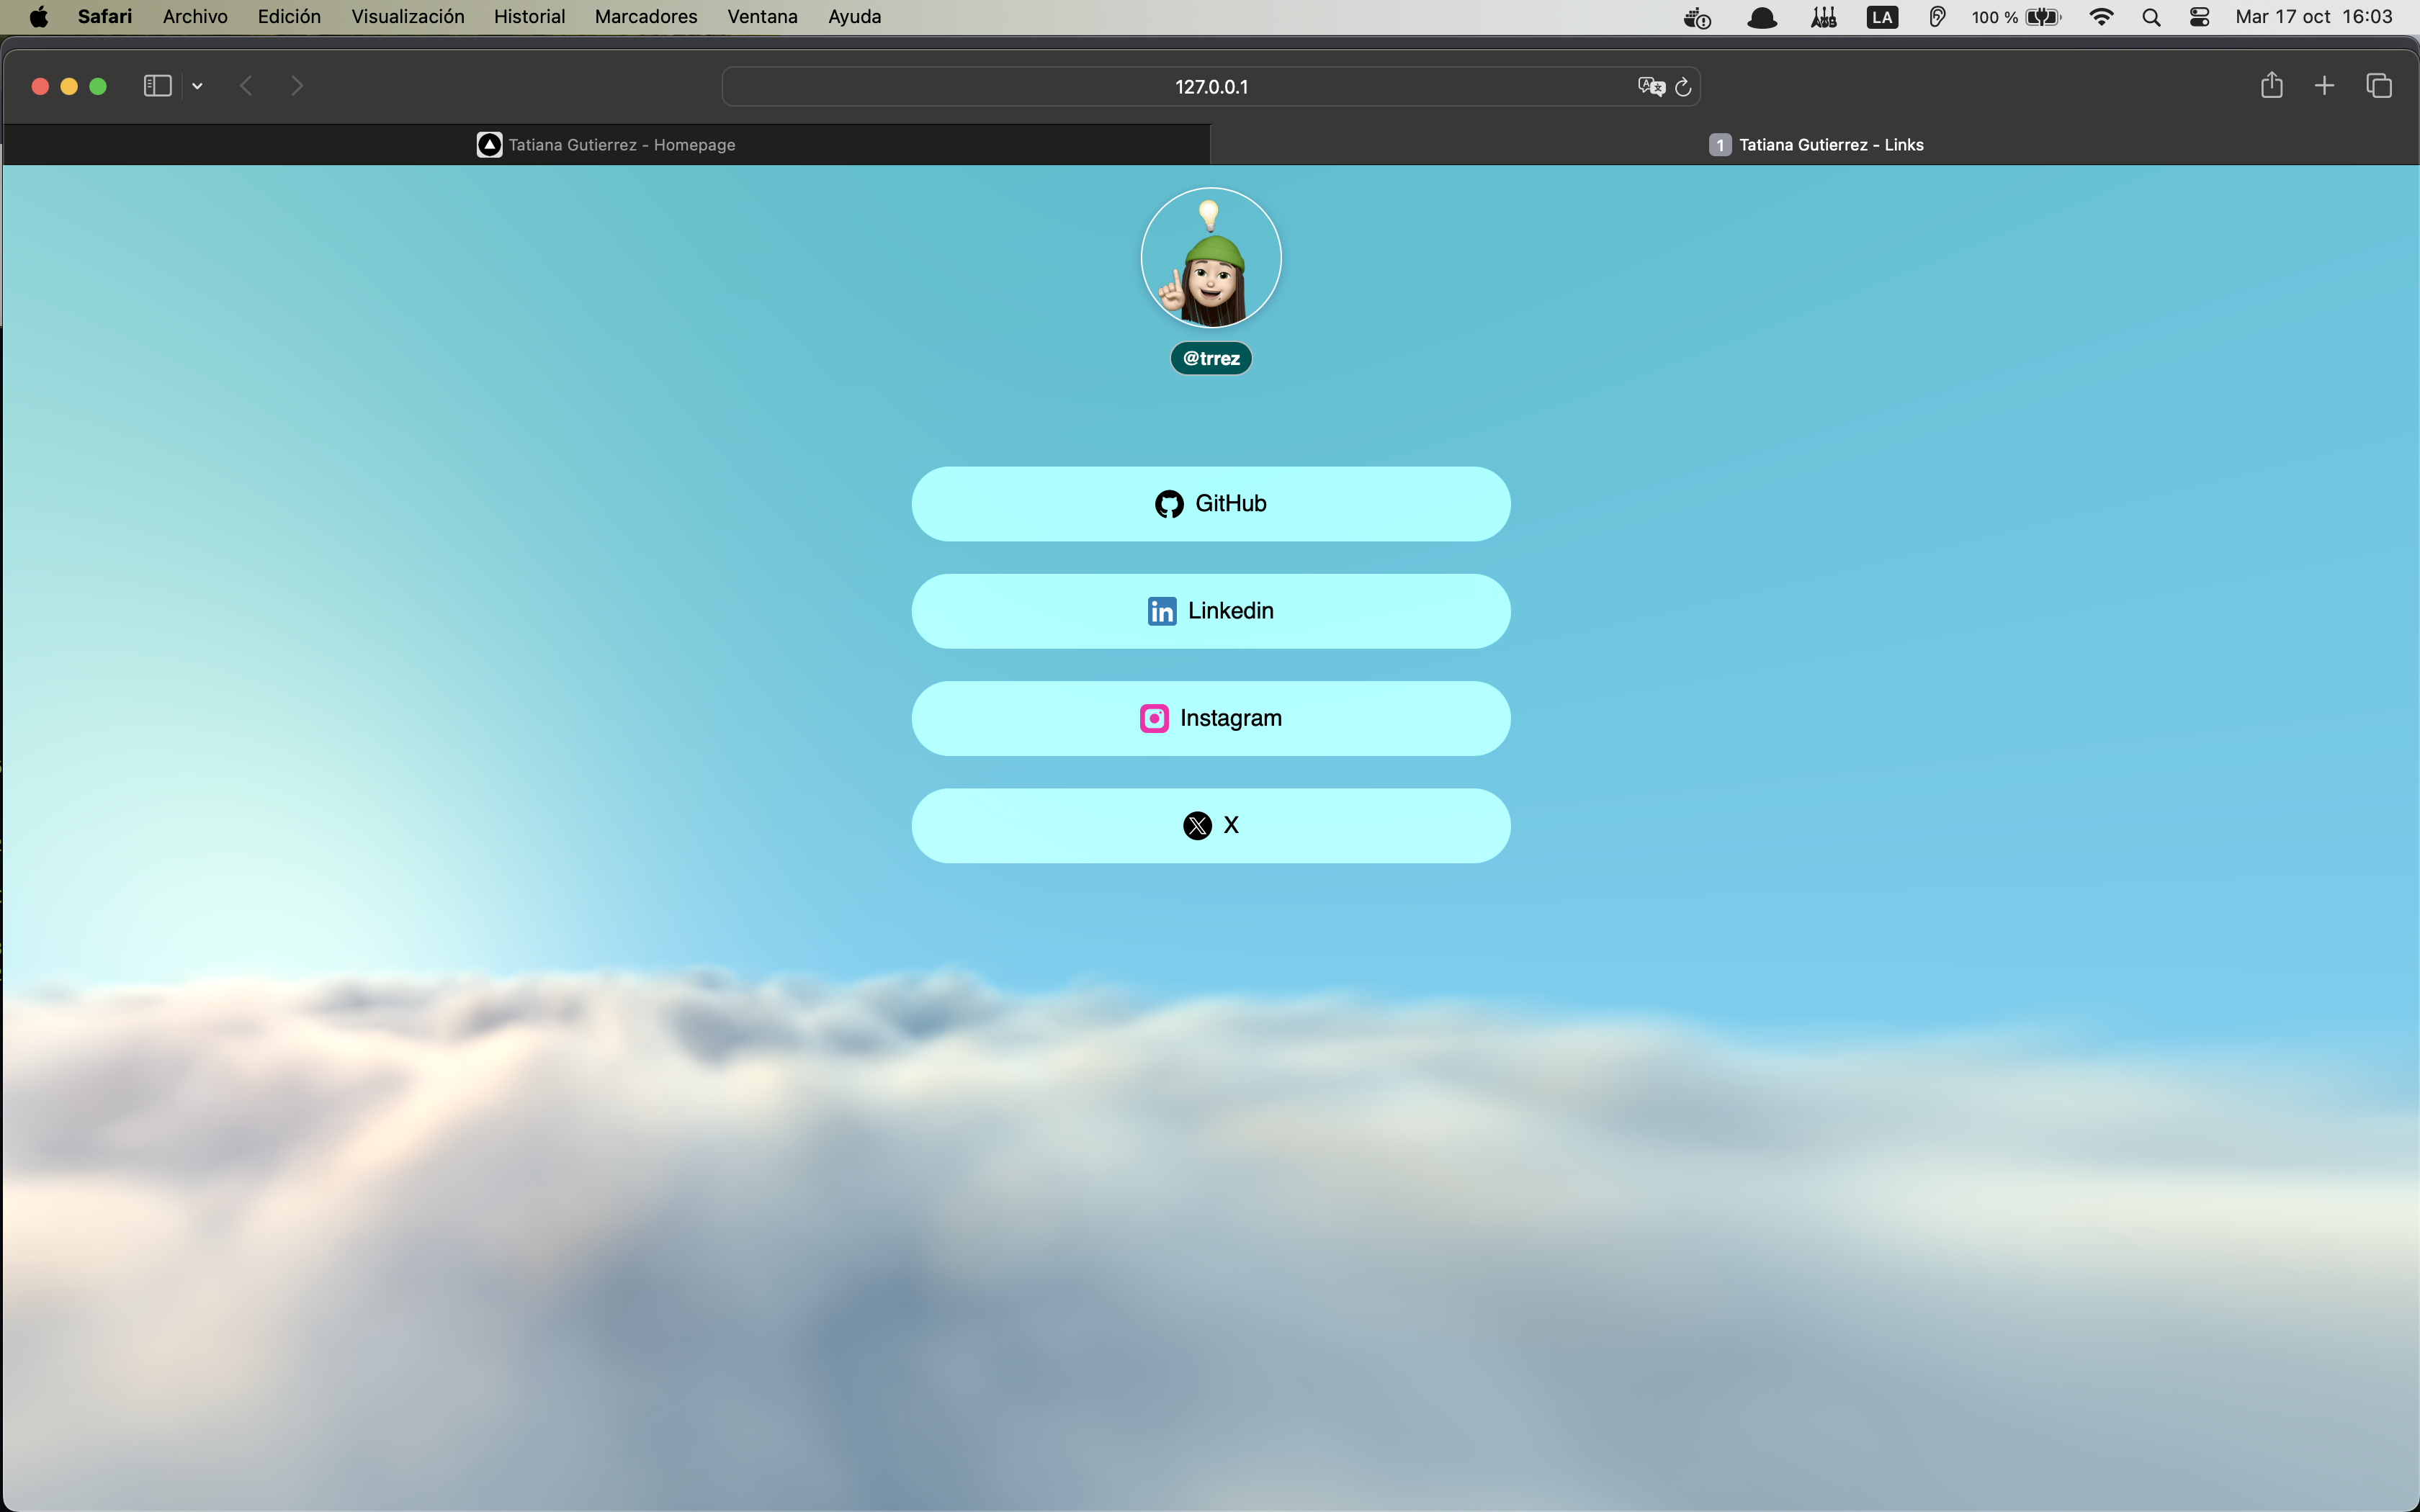 Safari Archivo Edición Visualización Historial Marcadores Ventana Ayuda LA 100 % Mar 17 oct 16:03
127.0.0.1
Tatiana Gutierrez - Homepage 1 Tatiana Gutierrez - Links
@trrez
GitHub
in Linkedin
Instagram
X X